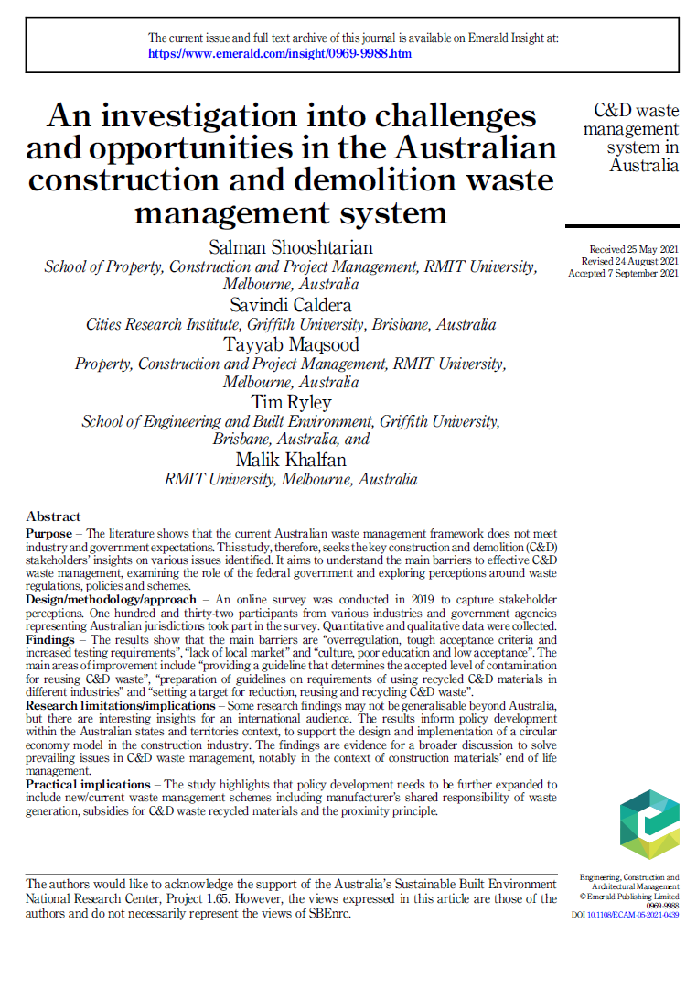 The current issue and full text archive of this journal is available on Emerald Insight at:
https://www.emerald.com/insight/0969-9988.htm
An investigation into challenges
and opportunities in the Australian
construction and demolition waste
management system
Salman Shooshtarian
School of Property, Construction and Project Management, RMIT University,
Melbourne, Australia
Savindi Caldera
Cities Research Institute, Griffith University, Brisbane, Australia
Tayyab Maqsood
Property, Construction and Project Management, RMIT University,
Melbourne, Australia
Tim Ryley
School of Engineering and Built Environment, Griffith University,
Brisbane, Australia, and
Malik Khalfan
RMIT University, Melbourne, Australia
C&D waste
management
system in
Australia
Received 25 May 2021
Revised 24 August 2021
Accepted 7 September 2021
Abstract
Purpose – The literature shows that the current Australian waste management framework does not meet
industry and government expectations. This study, therefore, seeks the key construction and demolition (C&D)
stakeholders' insights on various issues identified. It aims to understand the main barriers to effective C&D
waste management, examining the role of the federal government and exploring perceptions around waste
regulations, policies and schemes.
Design/methodology/approach – An online survey was conducted in 2019 to capture stakeholder
perceptions. One hundred and thirty-two participants from various industries and government agencies
representing Australian jurisdictions took part in the survey. Quantitative and qualitative data were collected.
Findings – The results show that the main barriers are "overregulation, tough acceptance criteria and
increased testing requirements", "lack of local market" and "culture, poor education and low acceptance". The
main areas of improvement include "providing a guideline that determines the accepted level of contamination
for reusing C&D waste", "preparation of guidelines on requirements of using recycled C&D materials in
different industries" and "setting a target for reduction, reusing and recycling C&D waste".
Research limitations/implications – Some research findings may not be generalisable beyond Australia,
but there are interesting insights for an international audience. The results inform policy development
within the Australian states and territories context, to support the design and implementation of a circular
economy model in the construction industry. The findings are evidence for a broader discussion to solve
prevailing issues in C&D waste management, notably in the context of construction materials' end of life
management.
Practical implications – The study highlights that policy development needs to be further expanded to
include new/current waste management schemes including manufacturer's shared responsibility of waste
generation, subsidies for C&D waste recycled materials and the proximity principle.
The authors would like to acknowledge the support of the Australia's Sustainable Built Environment
National Research Center, Project 1.65. However, the views expressed in this article are those of the
authors and do not necessarily represent the views of SBEnrc.
Engineering, Construction and
Architectural Management
© Emerald Publishing Limited
0969-9988
DOI 10.1108/ECAM-05-2021-0439